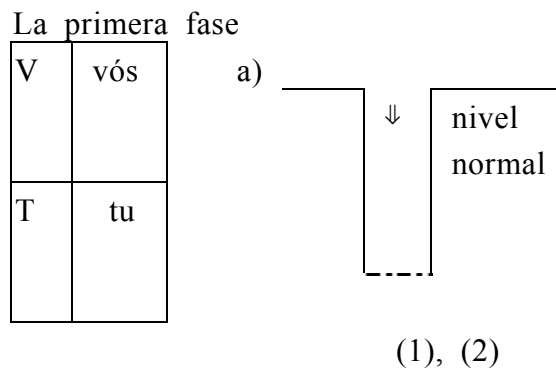 La primera fase
V vós a)
⇓ nivel
normal
T tu
(1), (2)